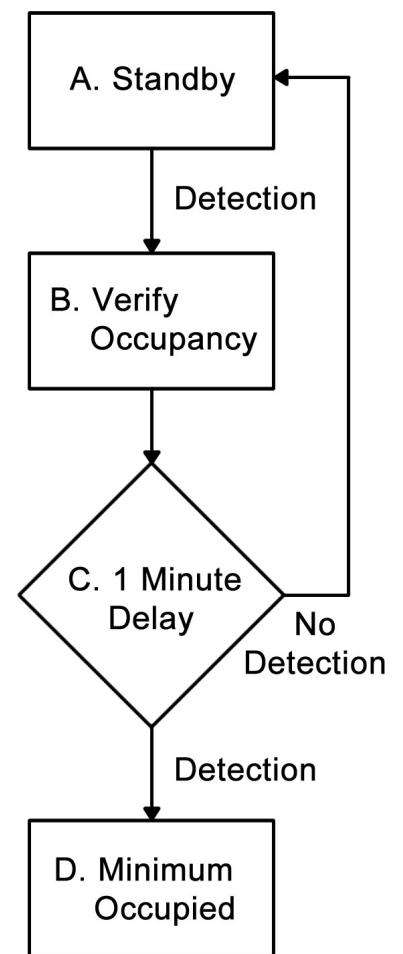 A. Standby
Detection
B. Verify
Occupancy
C. 1 Minute
Delay
No
Detection
Detection
D. Minimum
Occupied